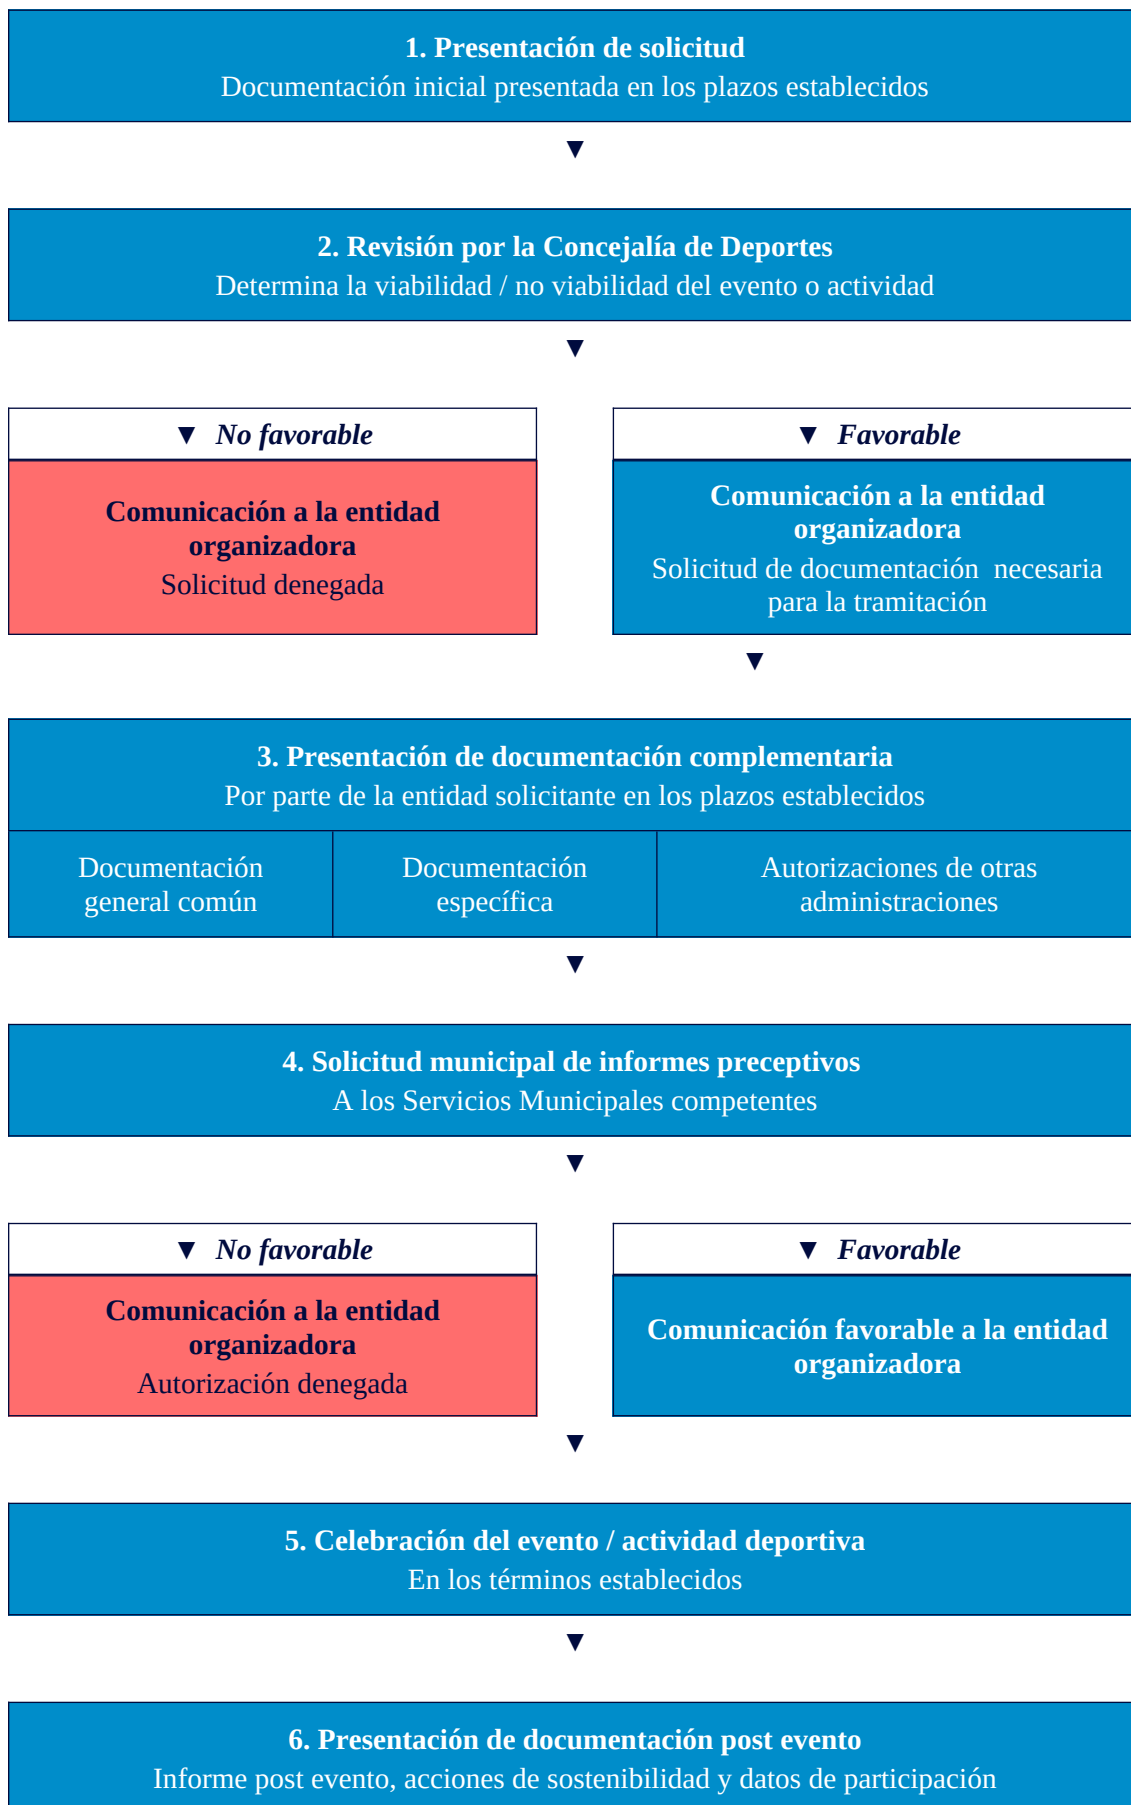 1. Presentación de solicitud
Documentación inicial presentada en los plazos establecidos
▼
2. Revisión por la Concejalía de Deportes
Determina la viabilidad / no viabilidad del evento o actividad
▼
▼ No favorable
Comunicación a la entidad
organizadora
Solicitud denegada
▼ Favorable
Comunicación a la entidad
organizadora
Solicitud de documentación necesaria
para la tramitación
▼
3. Presentación de documentación complementaria
Por parte de la entidad solicitante en los plazos establecidos
Documentación
general común
Documentación
específica
Autorizaciones de otras
administraciones
▼
4. Solicitud municipal de informes preceptivos
A los Servicios Municipales competentes
▼
▼ No favorable
Comunicación a la entidad
organizadora
Autorización denegada
▼ Favorable
Comunicación favorable a la entidad
organizadora
▼
5. Celebración del evento / actividad deportiva
En los términos establecidos
▼
6. Presentación de documentación post evento
Informe post evento, acciones de sostenibilidad y datos de participación